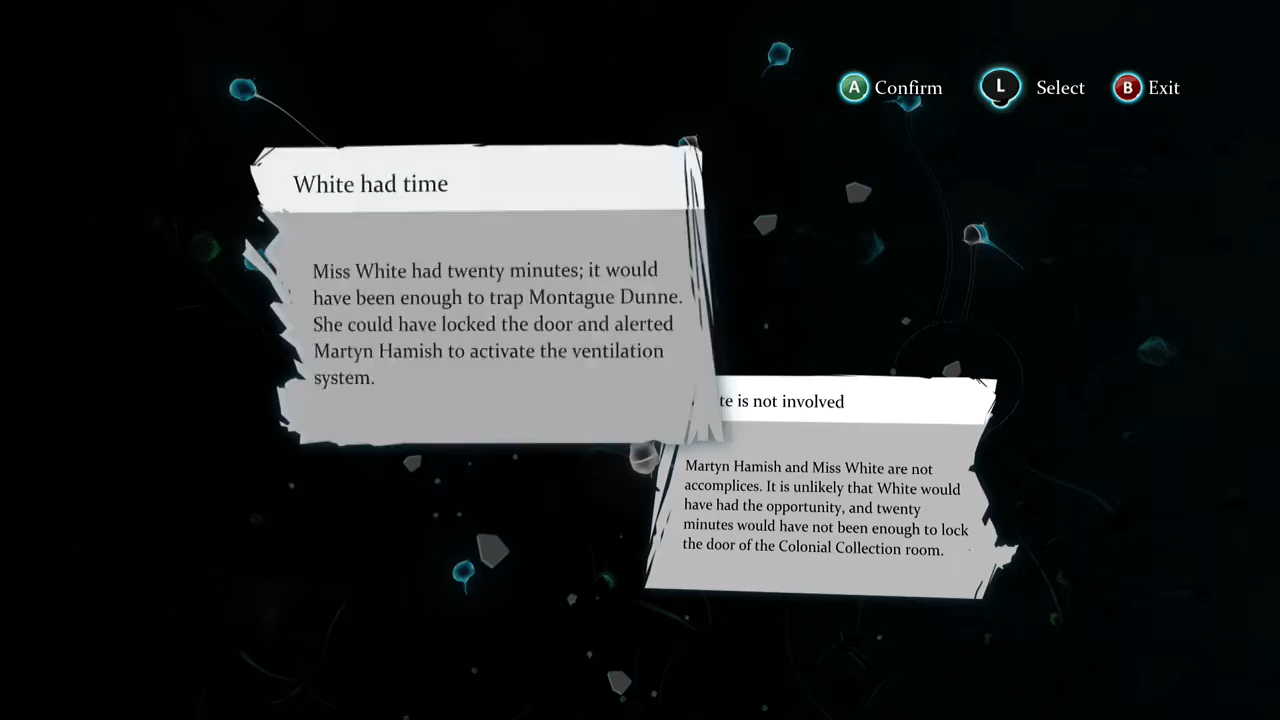 A Confirm L Select B Exit
White had time
Miss White had twenty minutes; it would
have been enough to trap Montague Dunne.
She could have locked the door and alerted
Martyn Hamish to activate the ventilation
system.
te is not involved
Martyn Hamish and Miss White are not
accomplices. It is unlikely that White would
have had the opportunity, and twenty
minutes would have not been enough to lock
the door of the Colonial Collection room.